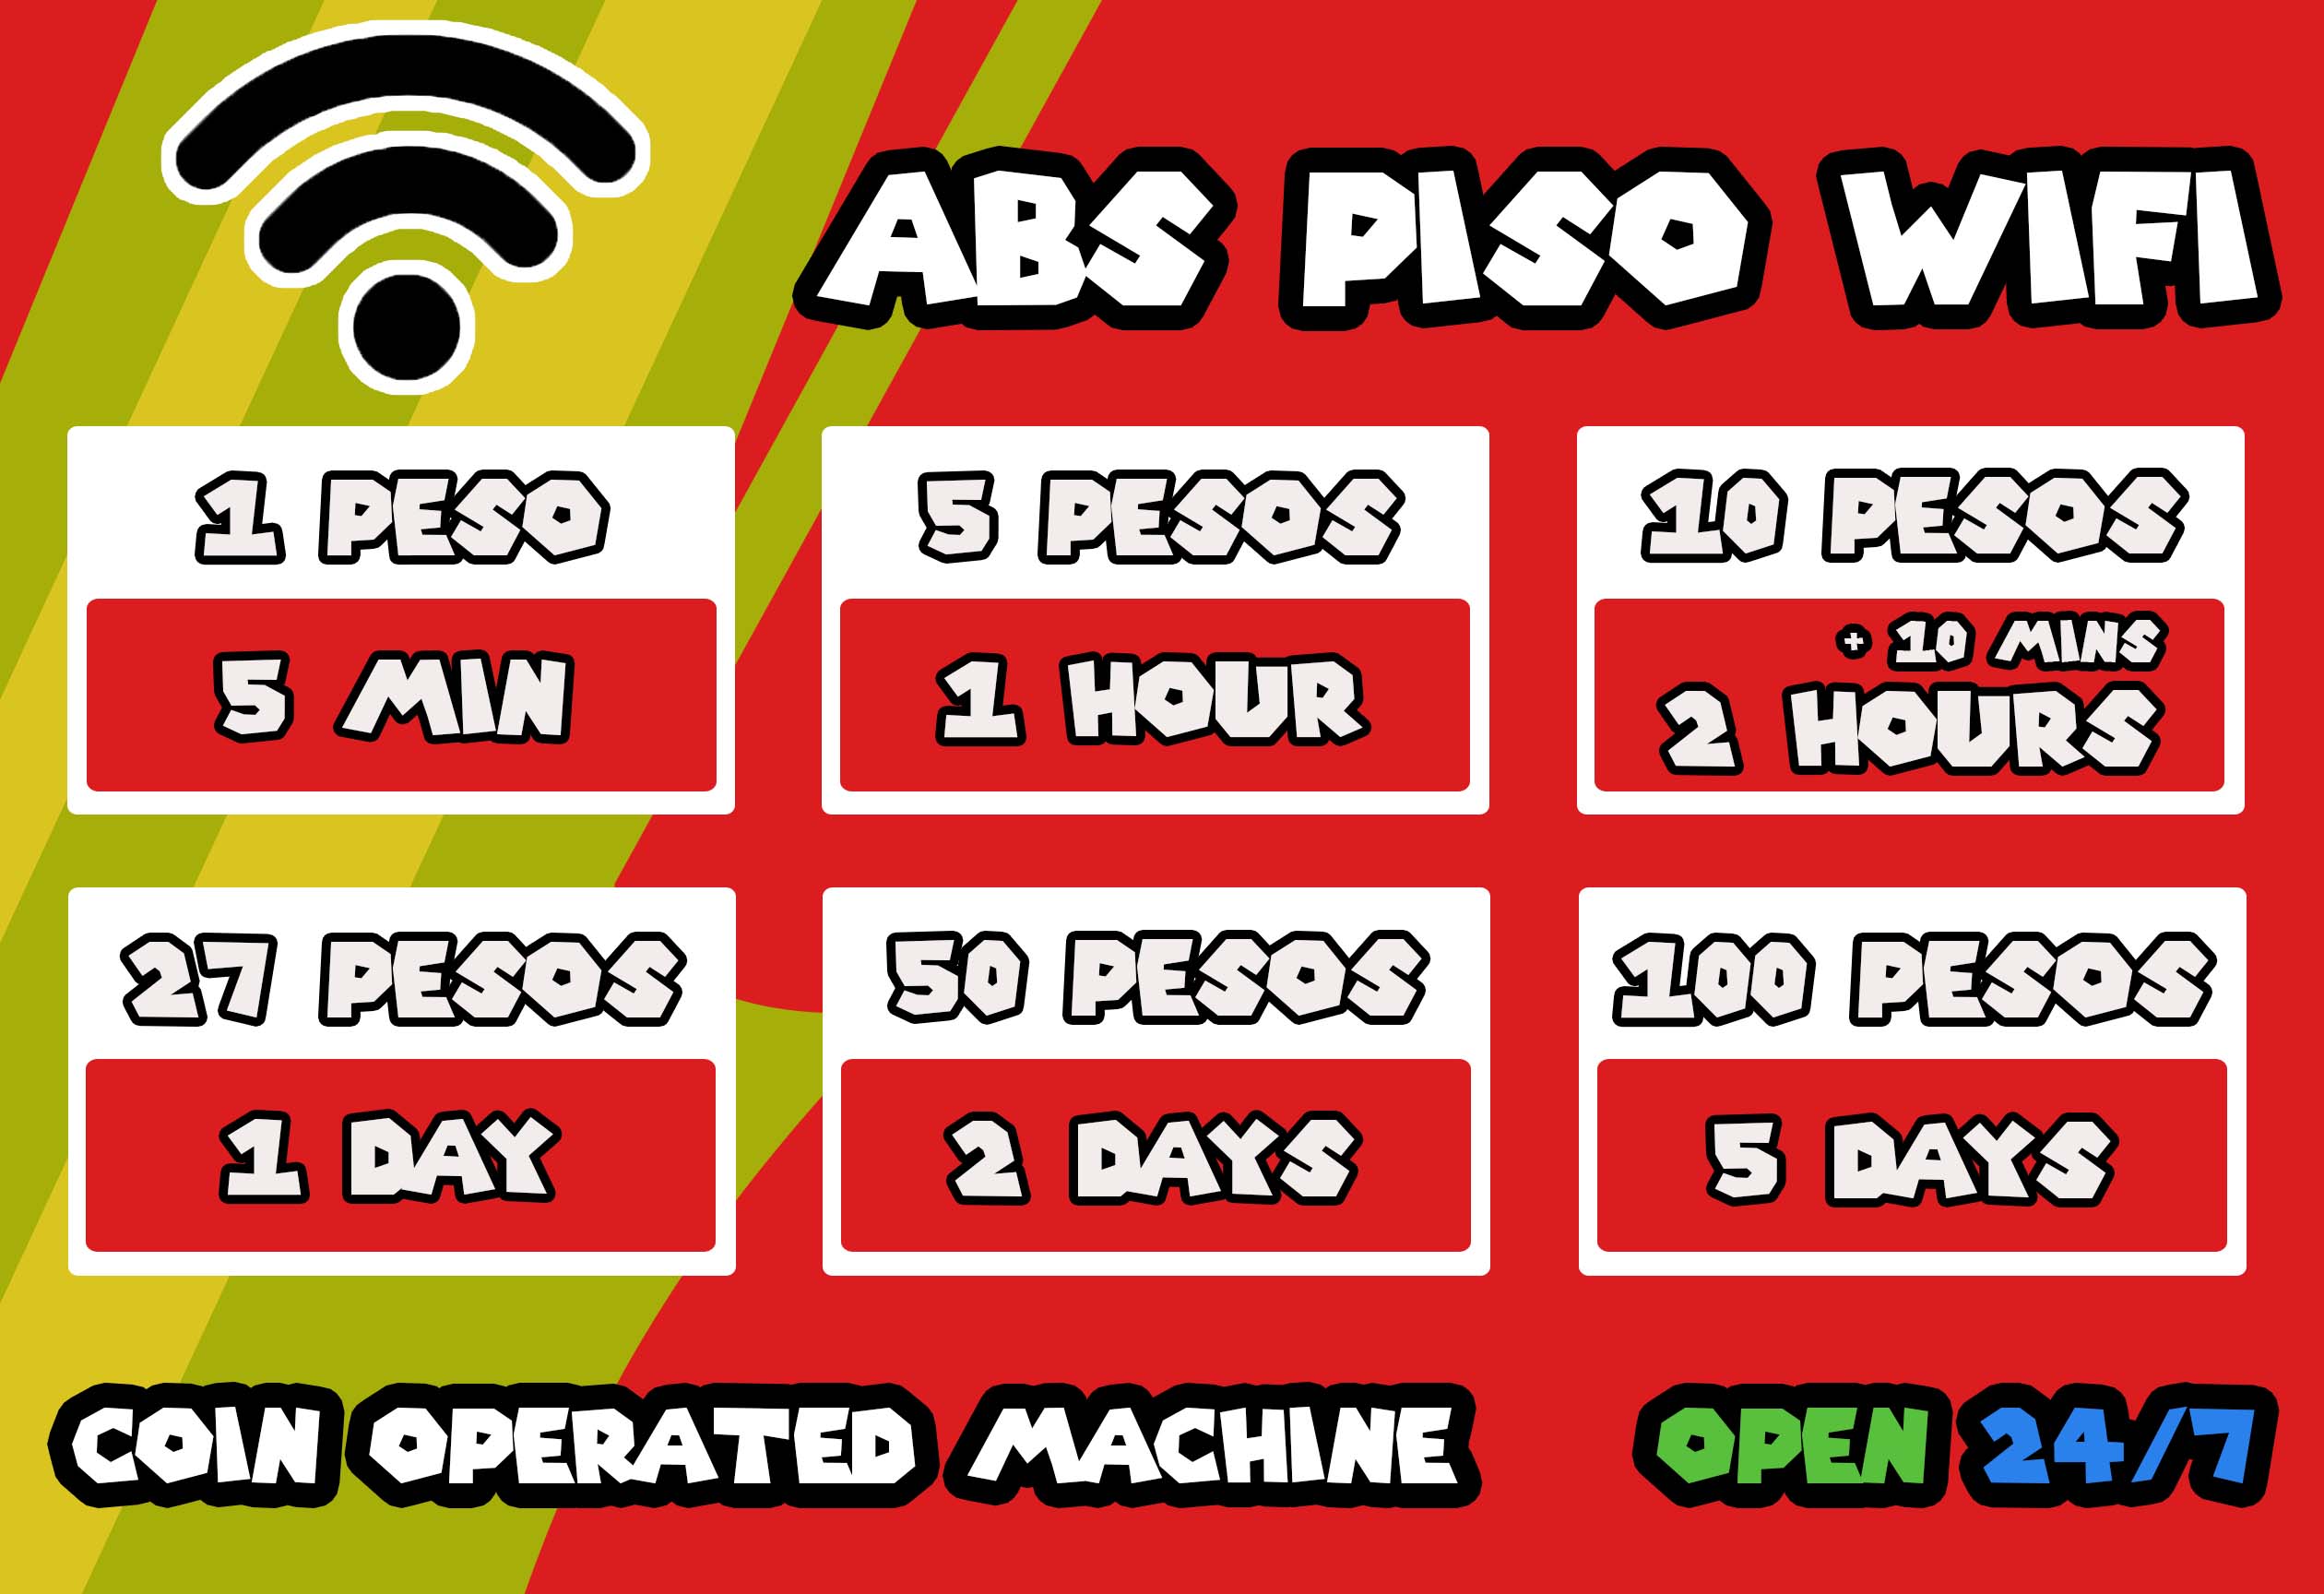 ABS PISO WIFI
1 PESO
5 MIN
5 PESOS
1 HOUR
10 PESOS
+ 10 MINS
2 HOURS
27 PESOS
1 DAY
50 PESOS
2 DAYS
100 PESOS
5 DAYS
COIN OPERATED MACHINE
OPEN 24/7